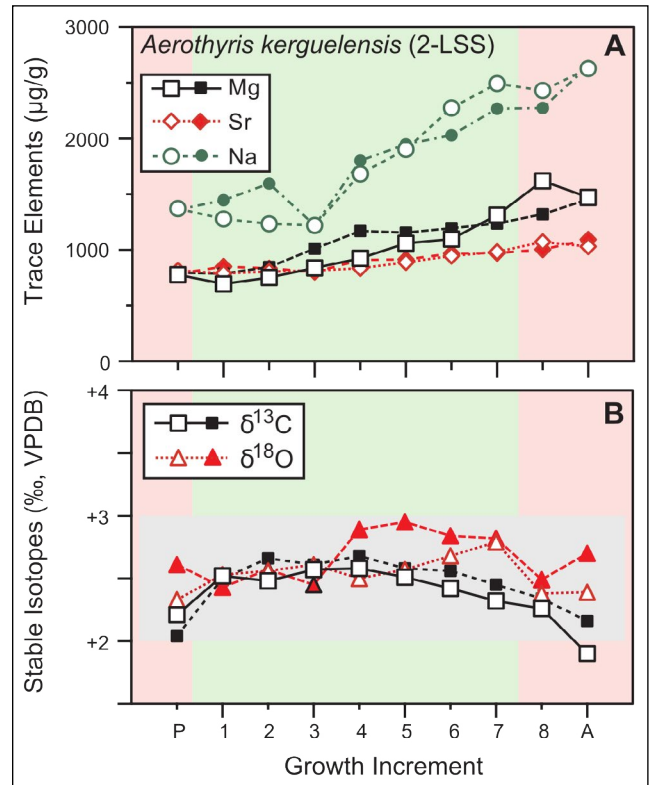 Aerothyris kerguelensis (2-LSS)
A
Mg
Sr
Na
Trace Elements (µg/g)
3000
2000
1000
0
+4
B
δ13C
δ18O
Stable Isotopes (‰, VPDB)
+3
+2
P 1 2 3 4 5 6 7 8 A
Growth Increment